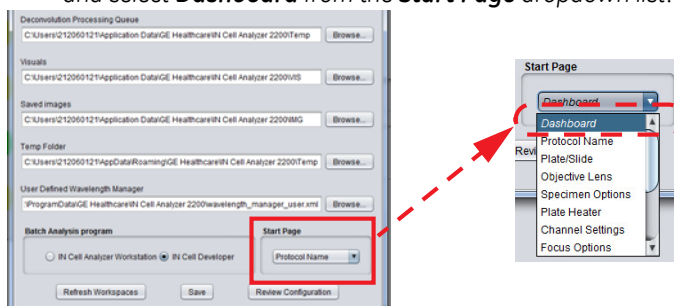 and select Dashboard from the Start Page dropdown list.
Deconvolution Processing Queue
C:\Users\212060121\Application Data\GE Healthcare\IN Cell Analyzer 2200\Temp Browse...
Visuals
C:\Users\212060121\Application Data\GE Healthcare\IN Cell Analyzer 2200\VIS Browse...
Saved images
C:\Users\212060121\Application Data\GE Healthcare\IN Cell Analyzer 2200\IMG Browse...
Temp Folder
C:\Users\212060121\AppData\Roaming\GE Healthcare\IN Cell Analyzer 2200\Temp Browse...
User Defined Wavelength Manager
\ProgramData\GE Healthcare\IN Cell Analyzer 2200\wavelength_manager_user.xml Browse...
Batch Analysis program
IN Cell Analyzer Workstation IN Cell Developer
Start Page
Protocol Name
Refresh Workspaces Save Review Configuration
Start Page
Dashboard
Dashboard
Protocol Name
Plate/Slide
Objective Lens
Specimen Options
Plate Heater
Channel Settings
Focus Options
Revi